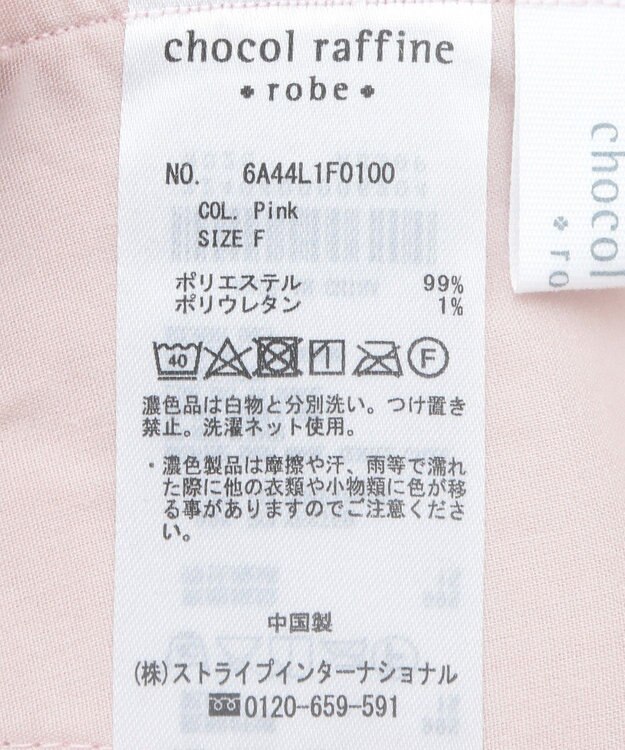 chocol raffine
robe
NO. 6A44L1F0100
COL. Pink
SIZE F
ポリエステル 99%
ポリウレタン 1%
40 F
濃色品は白物と分別洗い。つけ置き
禁止。洗濯ネット使用。
・濃色製品は摩擦や汗、雨等で濡れ
た際に他の衣類や小物類に色が移
る事がありますのでご注意くださ
い。
中国製
(株)ストライプインターナショナル
0120-659-591
chocol
ro